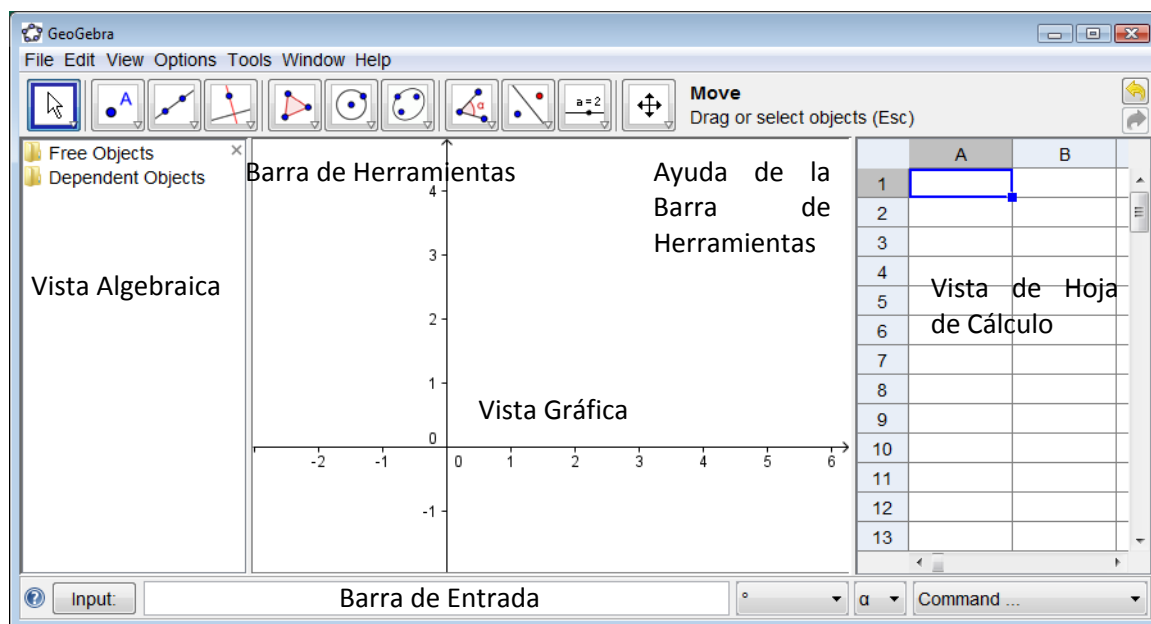 GeoGebra
File Edit View Options Tools Window Help
A
α
a=2
Move
Drag or select objects (Esc)
Free Objects
Dependent Objects
Barra de Herramientas
Ayuda de la
Barra de
Herramientas
Vista Algebraica
Vista Gráfica
4
3
2
1
0
-2 -1 0 1 2 3 4 5 6
-1
A B
1
2
3
4
5
6
7
8
9
10
11
12
13
Vista de Hoja
de Cálculo
Input:
Barra de Entrada
°
α
Command ...